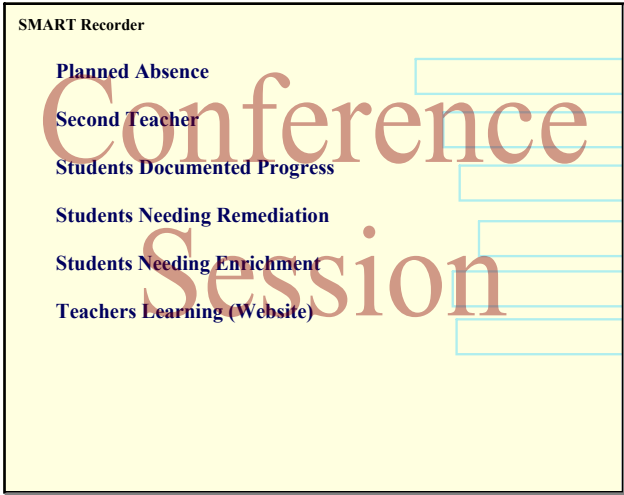 SMART Recorder
Planned Absence
Second Teacher
Students Documented Progress
Students Needing Remediation
Students Needing Enrichment
Teachers Learning (Website)
Conference
Session